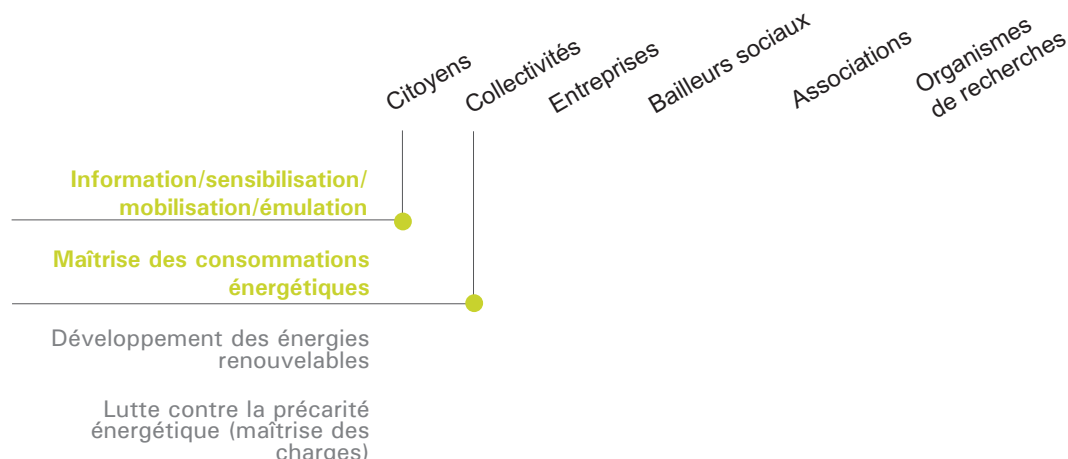 Citoyens
Collectivités
Entreprises
Bailleurs sociaux
Associations
Organismes
de recherches
Information/sensibilisation/
mobilisation/émulation
Maîtrise des consommations
énergétiques
Développement des énergies
renouvelables
Lutte contre la précarité
énergétique (maîtrise des
charges)